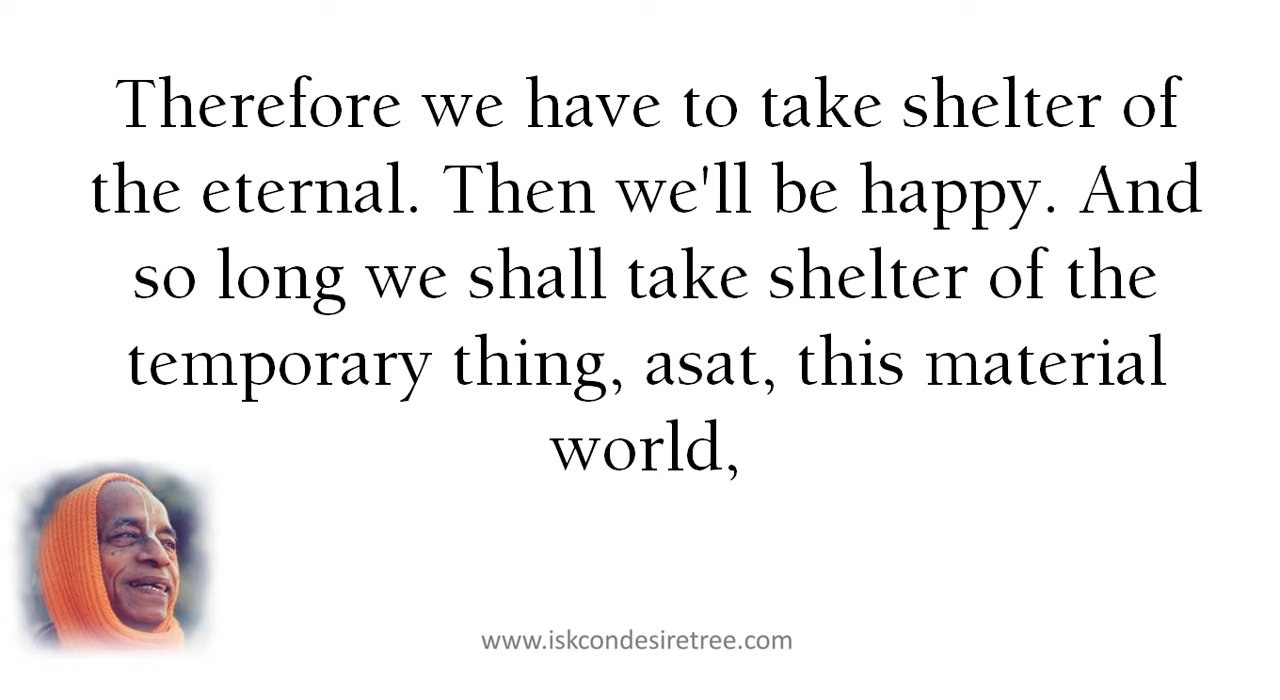 Therefore we have to take shelter of
the eternal. Then we'll be happy. And
so long we shall take shelter of the
temporary thing, asat, this material
world,
www.iskcondesiretree.com